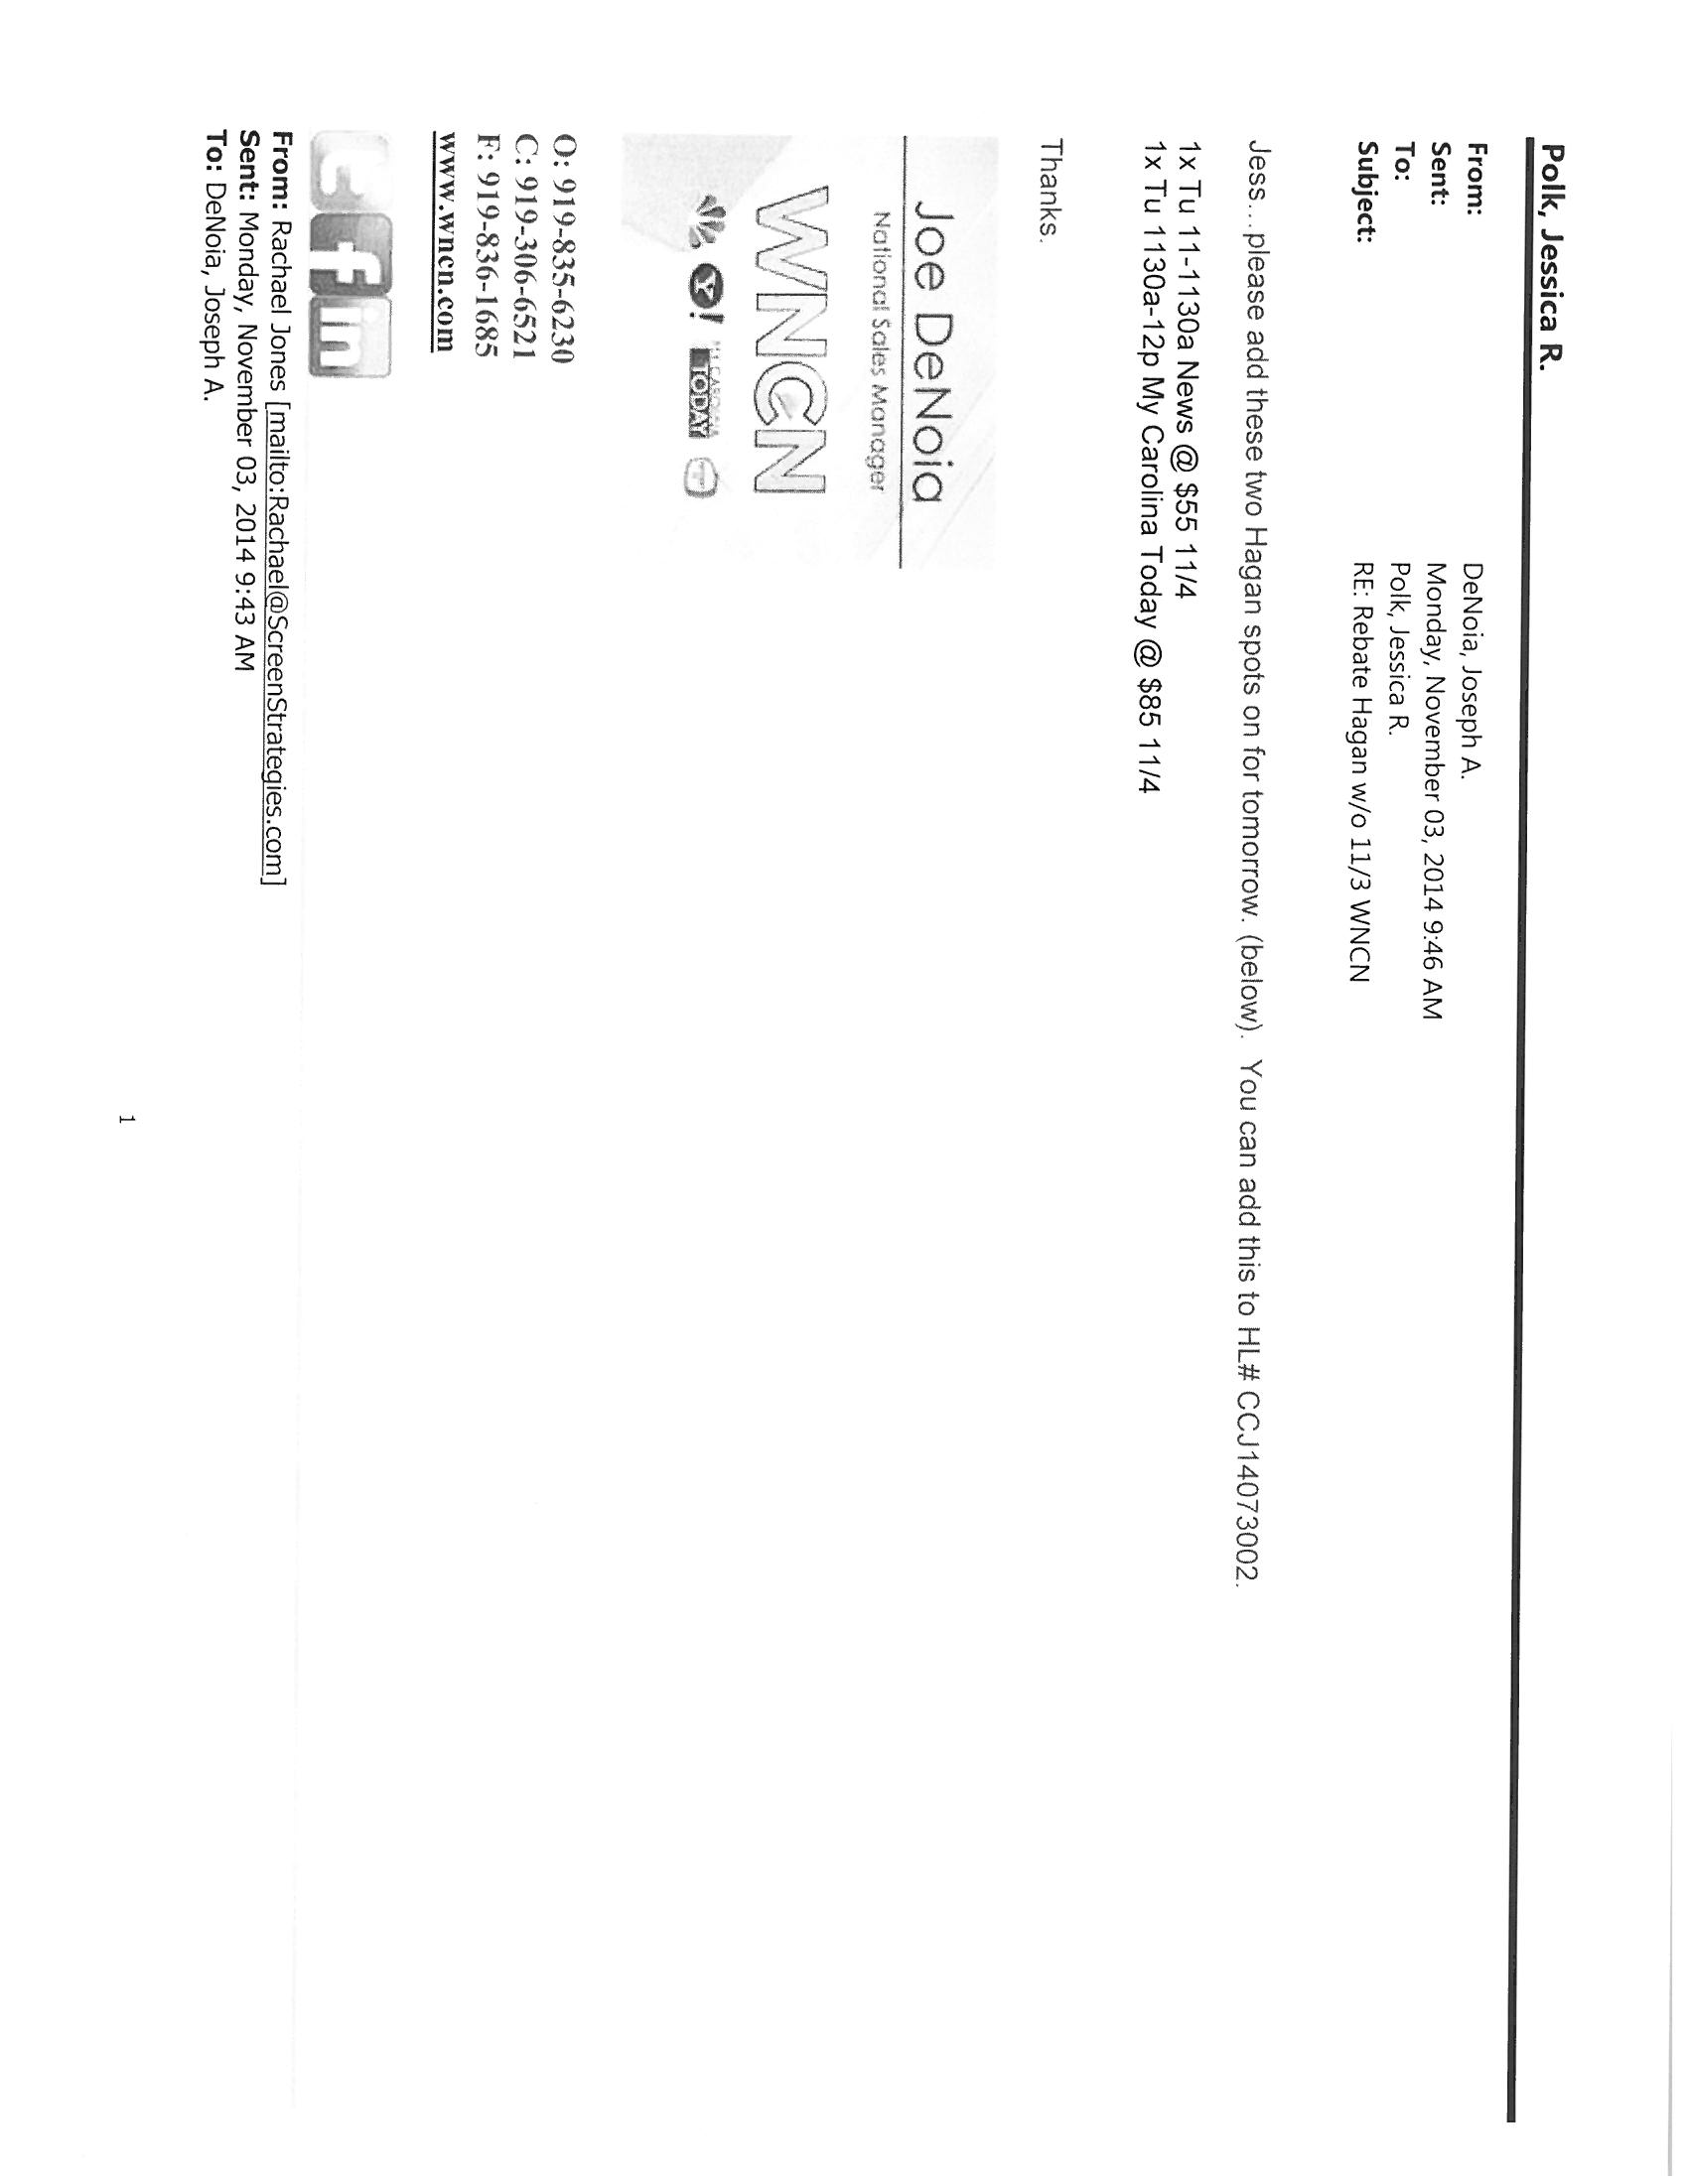 Polk, Jessica R.
From: DeNoia, Joseph A.
Sent: Monday, November 03, 2014 9:46 AM
To: Polk, Jessica R.
Subject: RE: Rebate Hagan w/o 11/3 WNCN
Jess…please add these two Hagan spots on for tomorrow. (below). You can add this to HL# CCJ14073002.
1x Tu 11-1130a News @ $55 11/4
1x Tu 1130a-12p My Carolina Today @ $85 11/4
Thanks.
Joe DeNoia
National Sales Manager
WNCN
Y! MY CAROLINA TODAY
O: 919-835-6230
C: 919-306-6521
F: 919-836-1685
www.wncn.com
t f in
From: Rachael Jones [mailto:Rachael@ScreenStrategies.com]
Sent: Monday, November 03, 2014 9:43 AM
To: DeNoia, Joseph A.
1